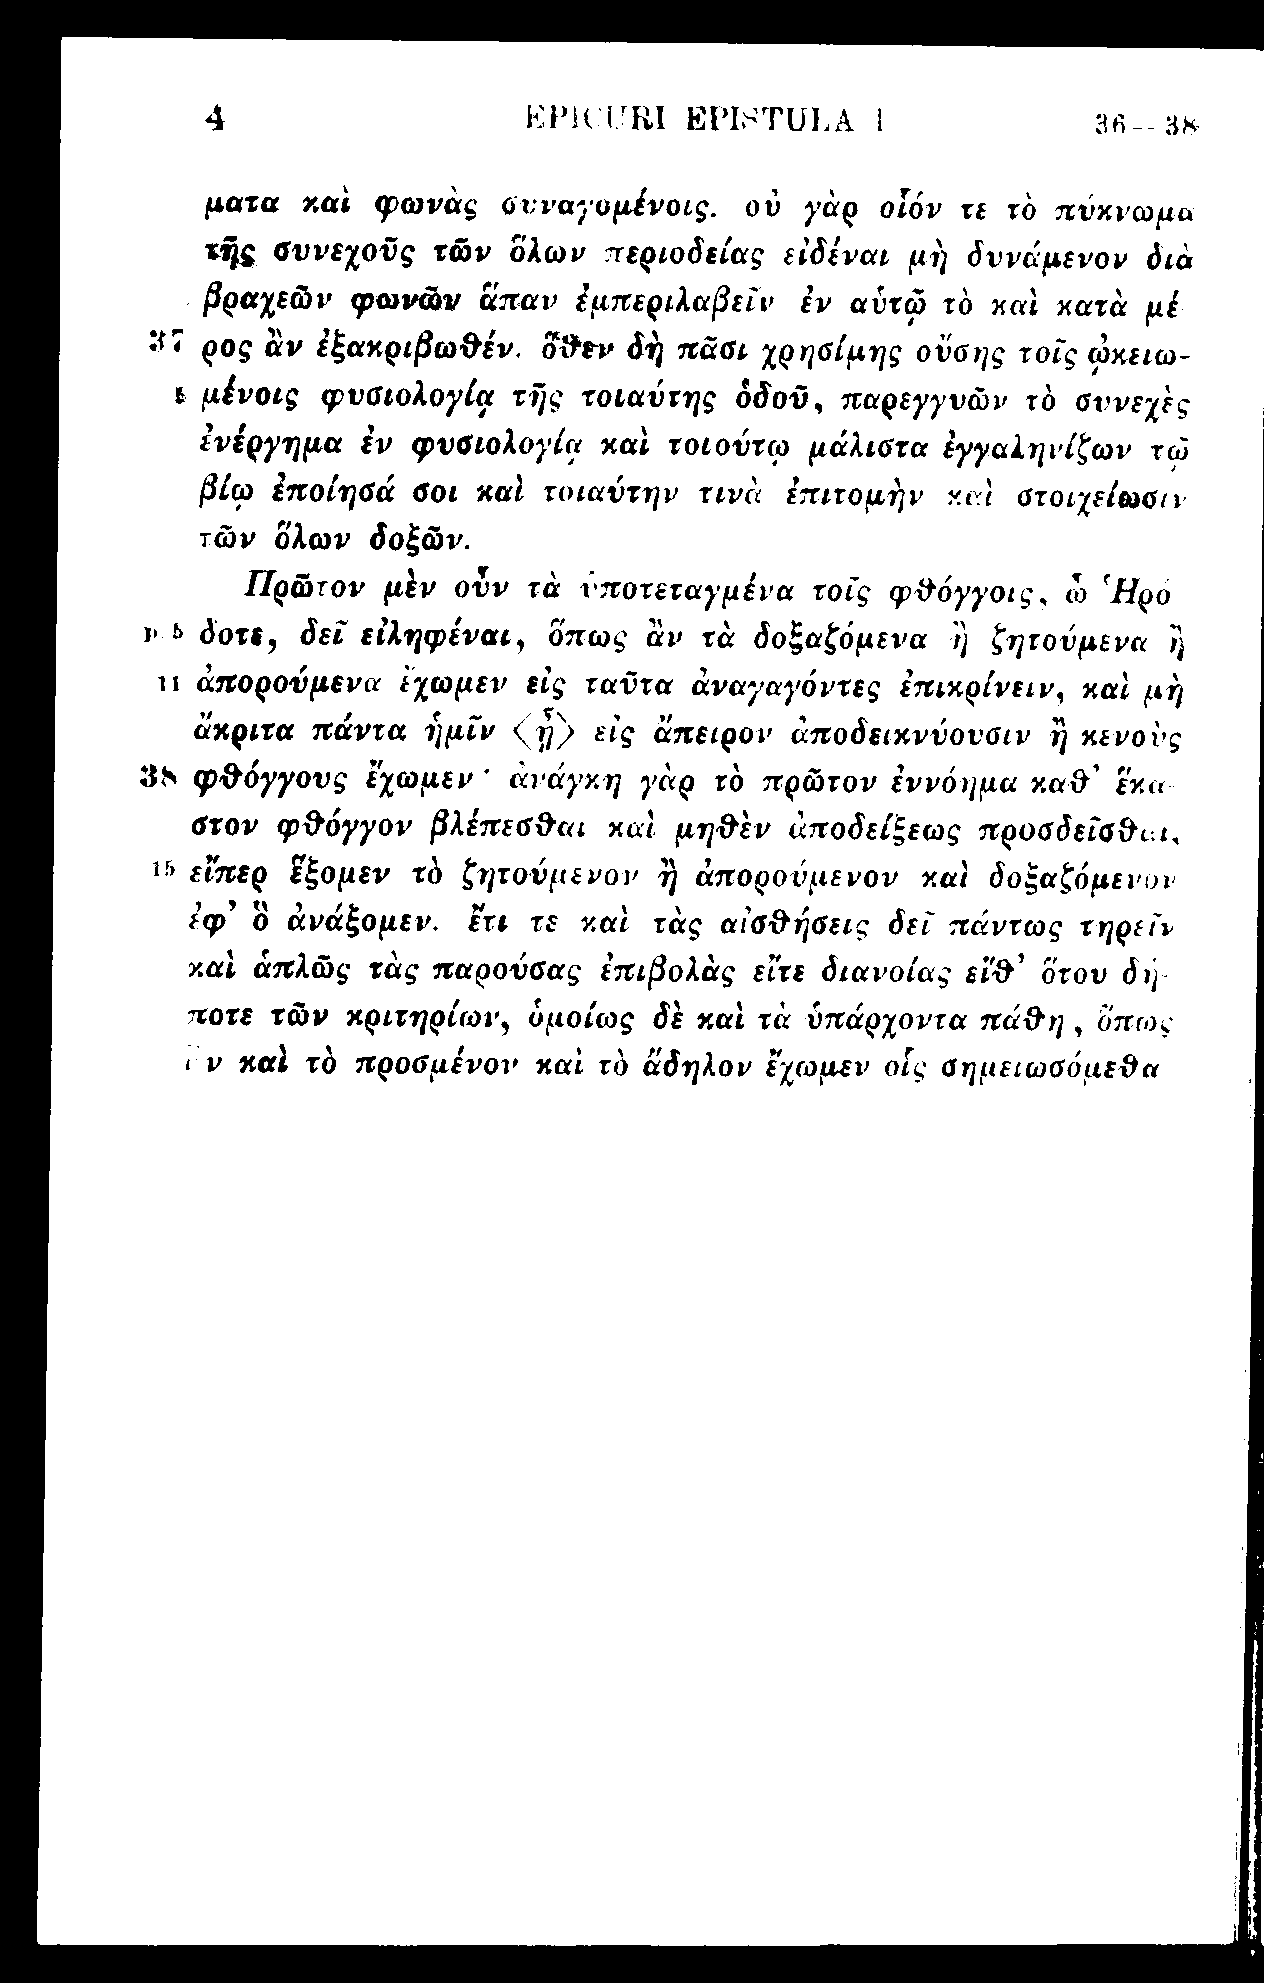 4 EPICURI EPISTULA I 36–38
ματα καὶ φωνὰς συναγομένοις. οὐ γὰρ οἷόν τε τὸ πύκνωμα
τῆς συνεχοῦς τῶν ὅλων περιοδείας εἰδέναι μὴ δυνάμενον διὰ
βραχεῶν φωνῶν ἅπαν ἐμπεριλαβεῖν ἐν αὑτῷ τὸ καὶ κατὰ μέ
37 ρος ἂν ἐξακριβωθέν. ὅθεν δὴ πᾶσι χρησίμης οὔσης τοῖς ᾠκειω-
5 μένοις φυσιολογίᾳ τῆς τοιαύτης ὁδοῦ, παρεγγυῶν τὸ συνεχὲς
ἐνέργημα ἐν φυσιολογίᾳ καὶ τοιούτῳ μάλιστα ἐγγαληνίζων τῷ
βίῳ ἐποίησά σοι καὶ τοιαύτην τινὰ ἐπιτομὴν καὶ στοιχείωσιν
τῶν ὅλων δοξῶν.
Πρῶτον μὲν οὖν τὰ ὑποτεταγμένα τοῖς φθόγγοις, ὦ Ἡρό
p. 5 δοτε, δεῖ εἰληφέναι, ὅπως ἂν τὰ δοξαζόμενα ἢ ζητούμενα ἢ
11 ἀπορούμενα ἔχωμεν εἰς ταῦτα ἀναγαγόντες ἐπικρίνειν, καὶ μὴ
ἄκριτα πάντα ἡμῖν 〈ᾖ〉 εἰς ἄπειρον ἀποδεικνύουσιν ἢ κενοὺς
38 φθόγγους ἔχωμεν· ἀνάγκη γὰρ τὸ πρῶτον ἐννόημα καθ’ ἕκα
στον φθόγγον βλέπεσθαι καὶ μηθὲν ἀποδείξεως προσδεῖσθαι,
15 εἴπερ ἕξομεν τὸ ζητούμενον ἢ ἀπορούμενον καὶ δοξαζόμενον
ἐφ’ ὃ ἀνάξομεν. ἔτι τε καὶ τὰς αἰσθήσεις δεῖ πάντως τηρεῖν
καὶ ἁπλῶς τὰς παρούσας ἐπιβολὰς εἴτε διανοίας εἴθ’ ὅτου δή
ποτε τῶν κριτηρίων, ὁμοίως δὲ καὶ τὰ ὑπάρχοντα πάθη, ὅπως
ἂν καὶ τὸ προσμένον καὶ τὸ ἄδηλον ἔχωμεν οἷς σημειωσόμεθα